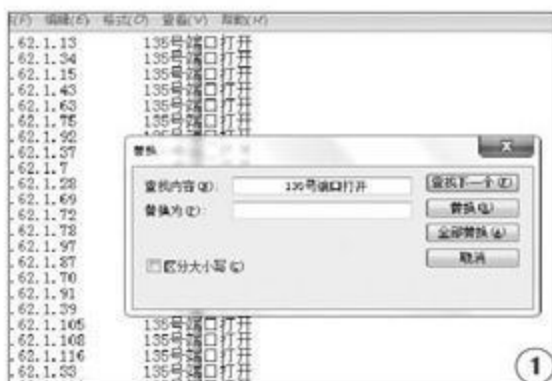 (F) 编辑(E) 格式(O) 查看(V) 帮助(H)
.62.1.13 135号端口打开
.62.1.34 135号端口打开
.62.1.15 135号端口打开
.62.1.43 135号端口打开
.62.1.63 135号端口打开
.62.1.75 135号端口打开
.62.1.92 135号端口打开
.62.1.37
.62.1.7
.62.1.28
.62.1.69
.62.1.72
.62.1.78
.62.1.97
.62.1.87
.62.1.70
.62.1.91
.62.1.39
.62.1.105 135号端口打开
.62.1.108 135号端口打开
.62.1.116 135号端口打开
.62.1.33 135号端口打开
替换
查找内容(N): 135号端口打开 查找下一个(F)
替换为(P): 替换(R)
全部替换(A)
取消
区分大小写(C)
1